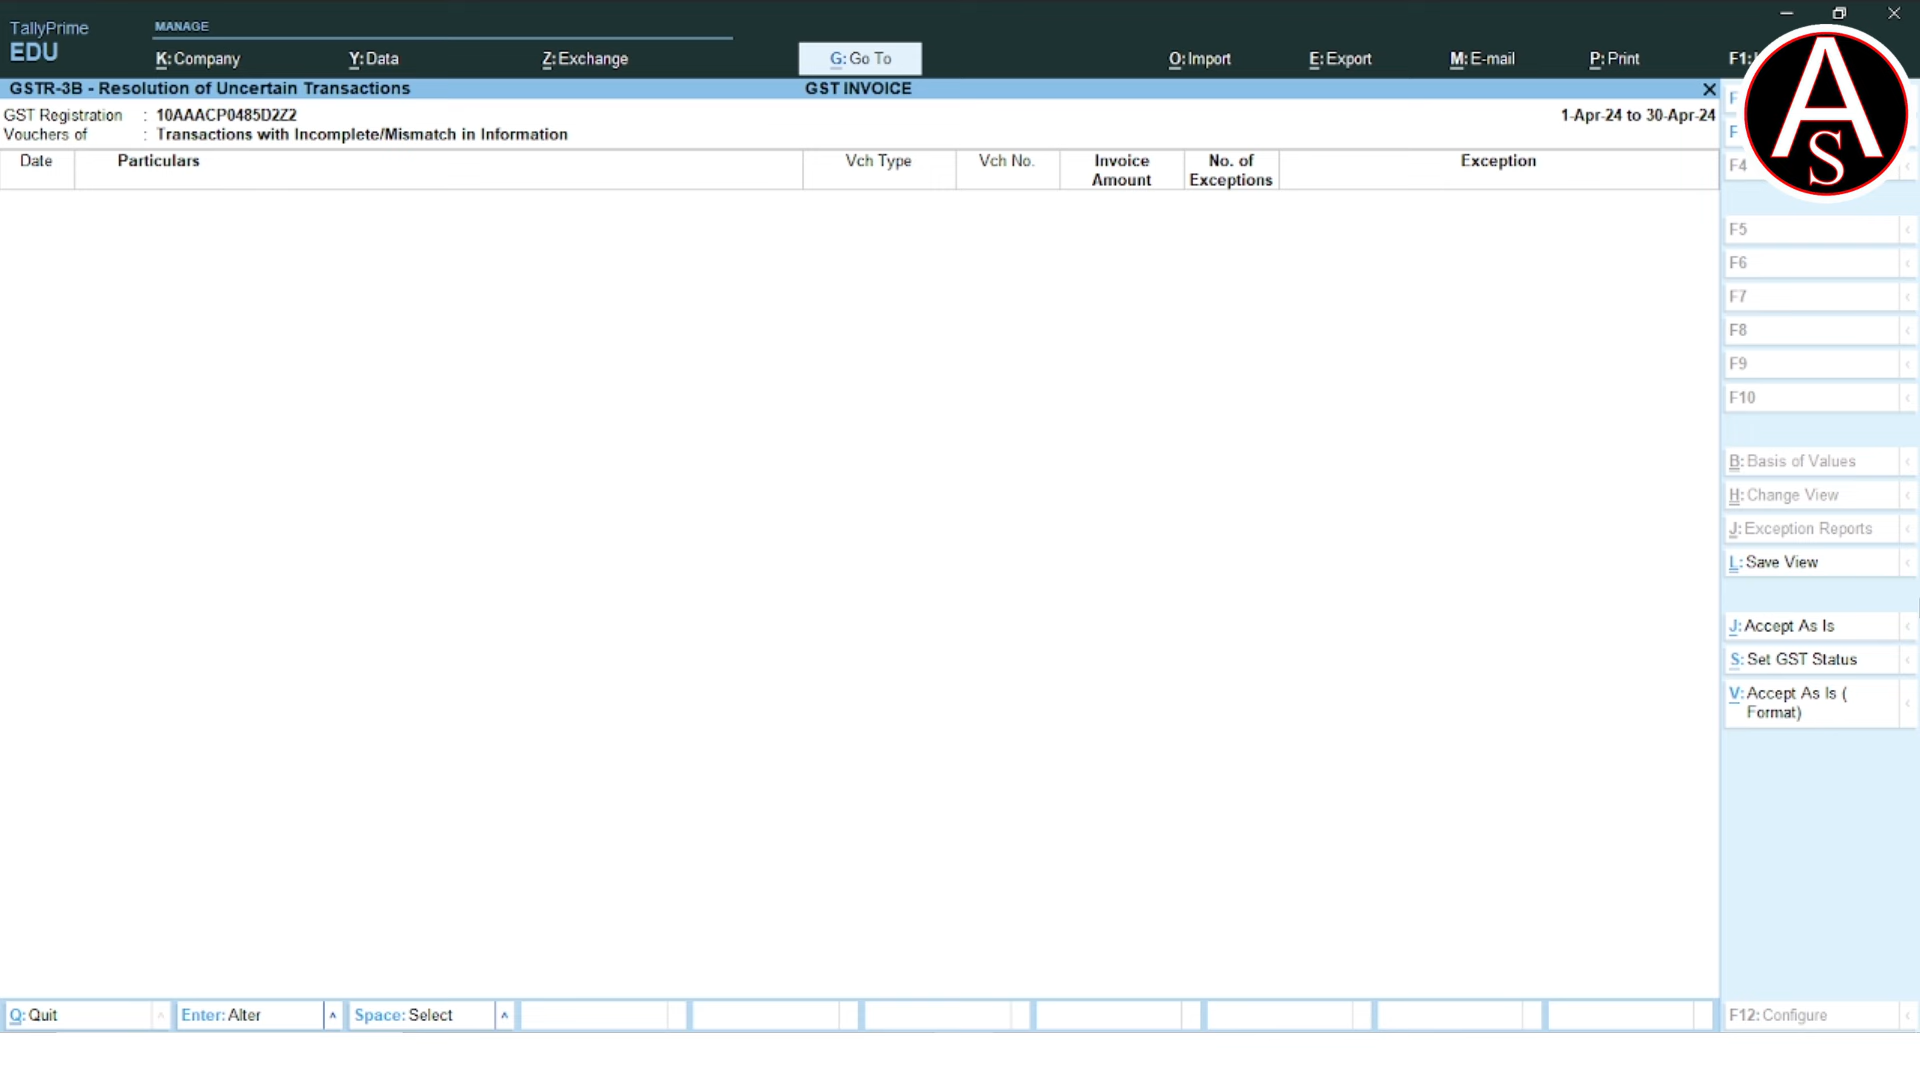 TallyPrime
EDU
MANAGE
K:Company
Y:Data
Z:Exchange
G:Go To
O:Import
E:Export
M:E-mail
P:Print
F1:
GSTR-3B - Resolution of Uncertain Transactions
GST INVOICE
GST Registration : 10AAACP0485D2Z2
1-Apr-24 to 30-Apr-24
Vouchers of : Transactions with Incomplete/Mismatch in Information
Date
Particulars
Vch Type
Vch No.
Invoice
Amount
No. of
Exceptions
Exception
F
F
F4
F5
F6
F7
F8
F9
F10
B:Basis of Values
H:Change View
J:Exception Reports
L:Save View
J:Accept As Is
S:Set GST Status
V:Accept As Is (
Format)
F12:Configure
Q:Quit
Enter:Alter
Space:Select
A
S